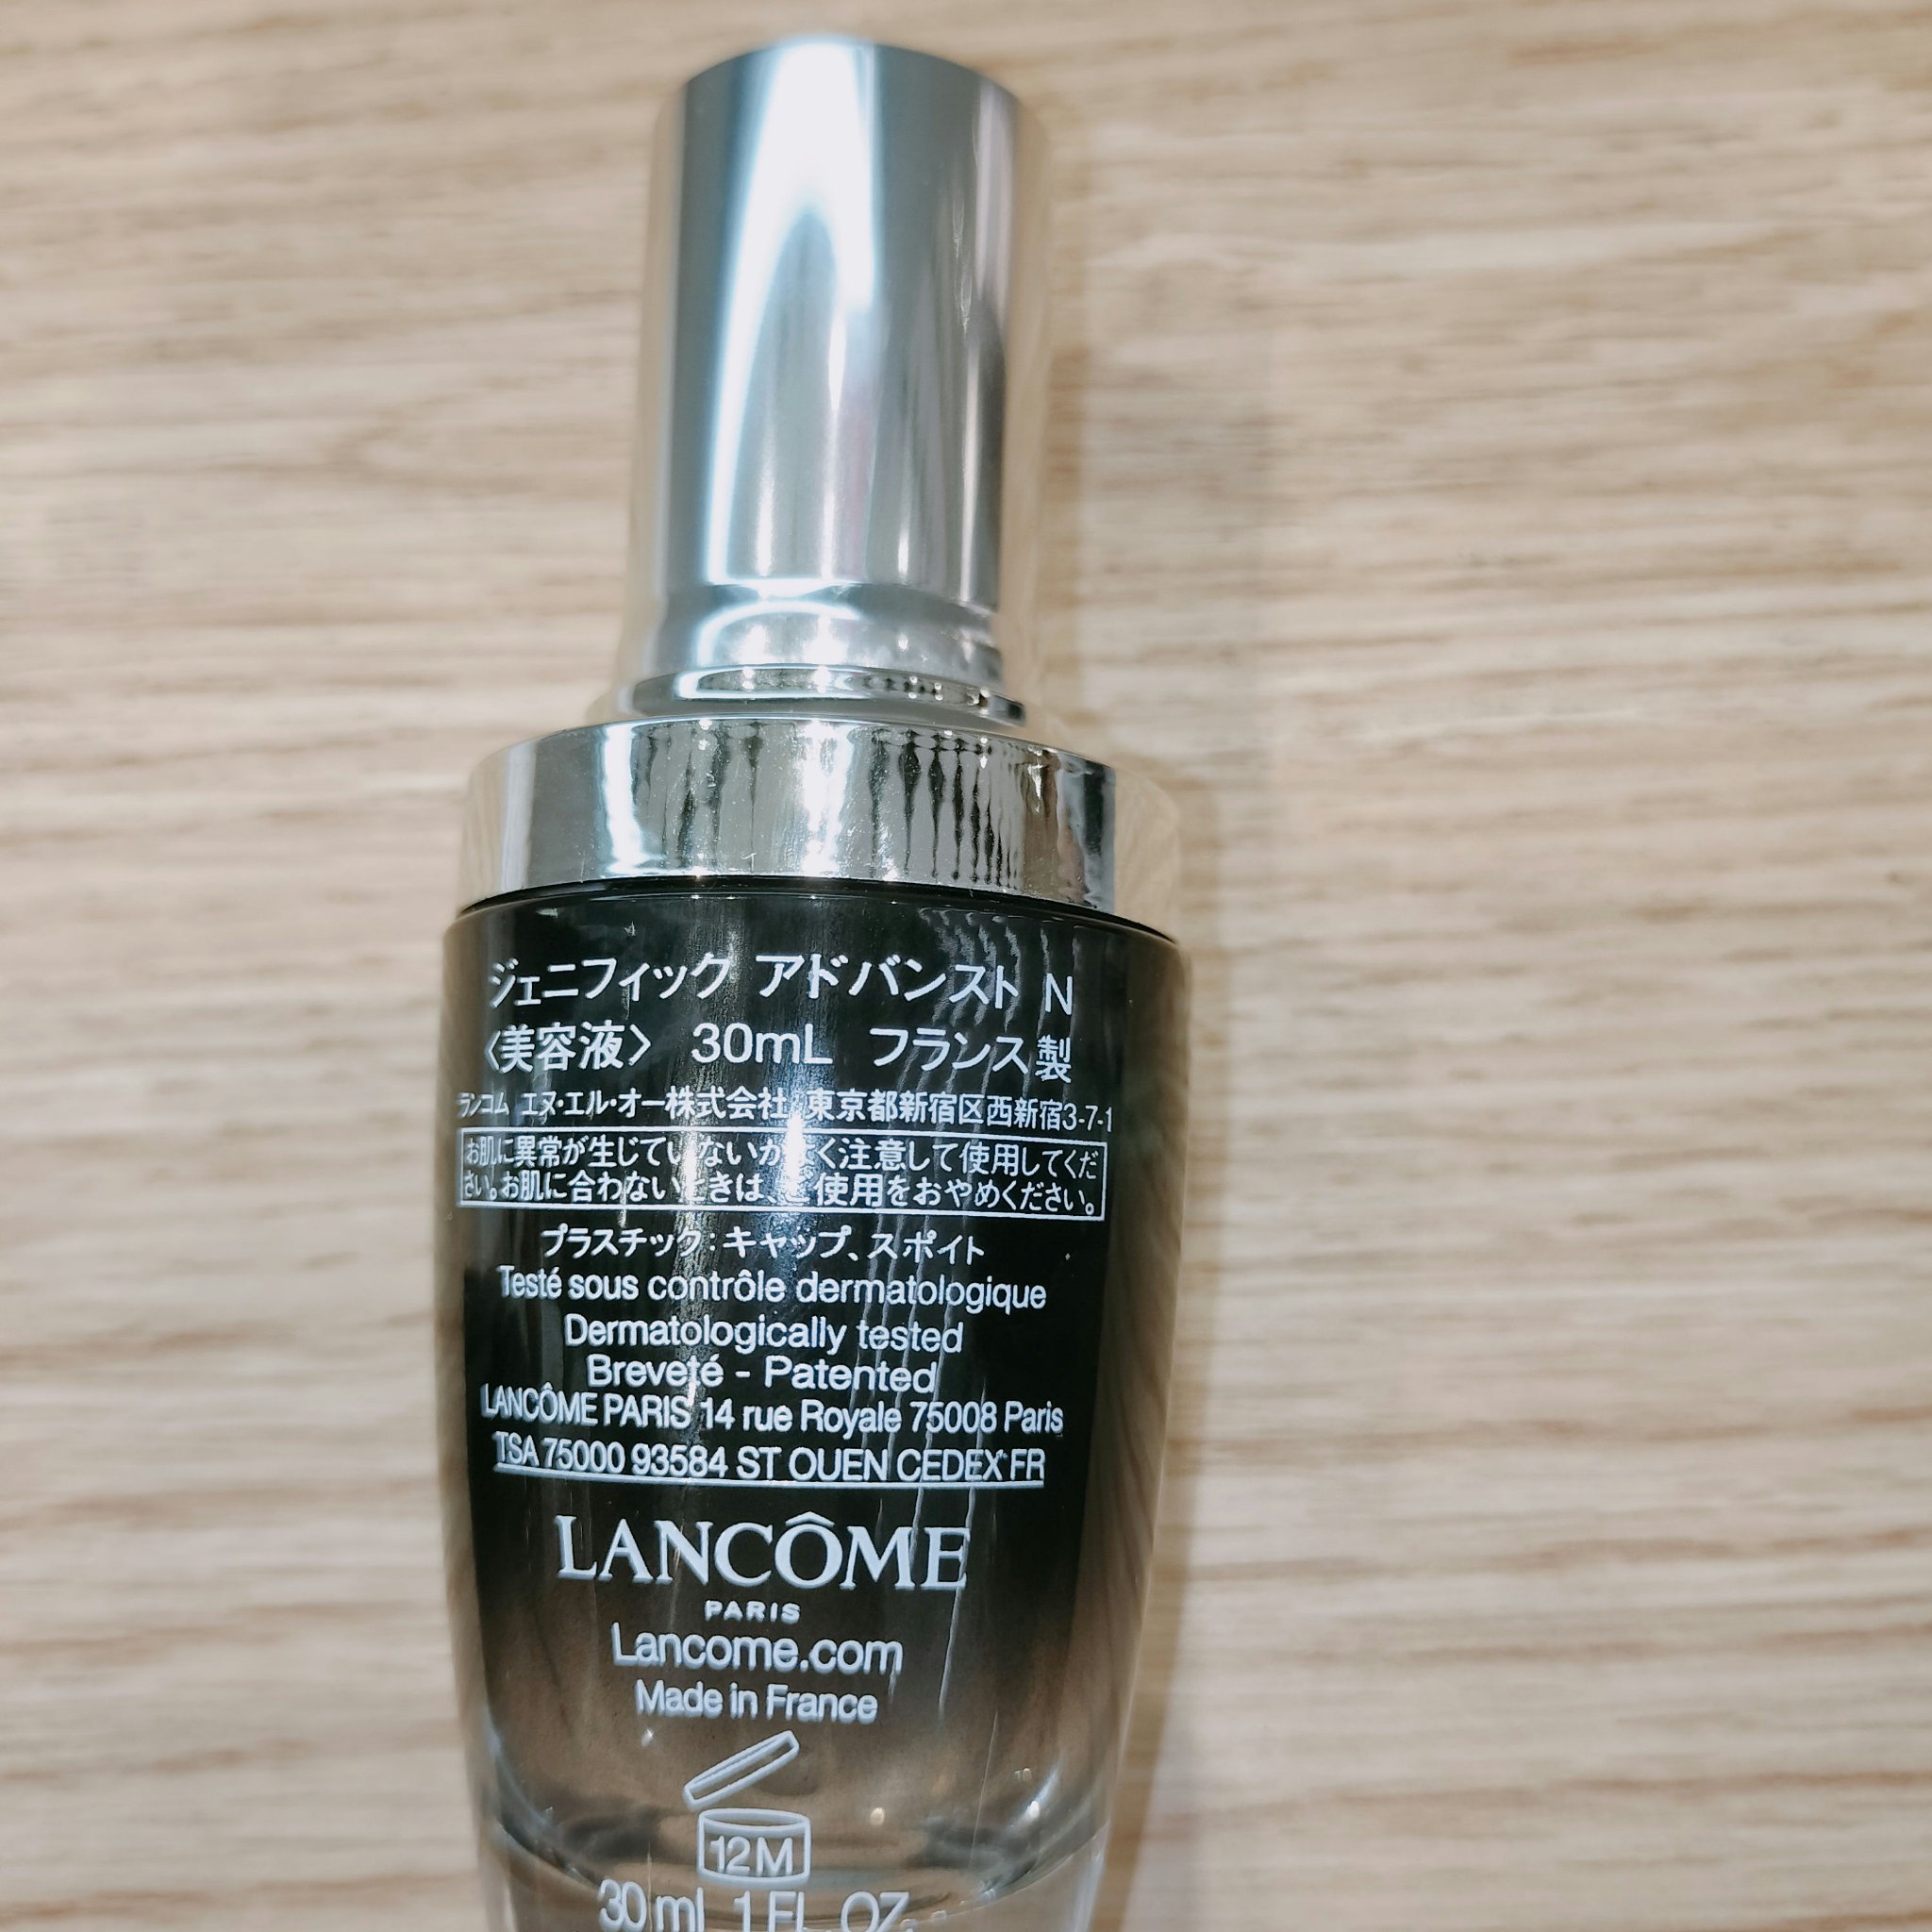 ジェニフィック アドバンスト N
〈美容液〉 30mL フランス製
ランコム エヌ・エル・オー株式会社 東京都新宿区西新宿3-7-1
お肌に異常が生じていないかよく注意して使用してくだ
さい。お肌に合わないときは、ご使用をおやめください。
プラスチック:キャップ、スポイト
Testé sous contrôle dermatologique
Dermatologically tested
Breveté - Patented
LANCÔME PARIS 14 rue Royale 75008 Paris
TSA 75000 93584 ST OUEN CEDEX FR
LANCÔME
PARIS
Lancome.com
Made in France
12M
30 ml 1 FL. OZ.